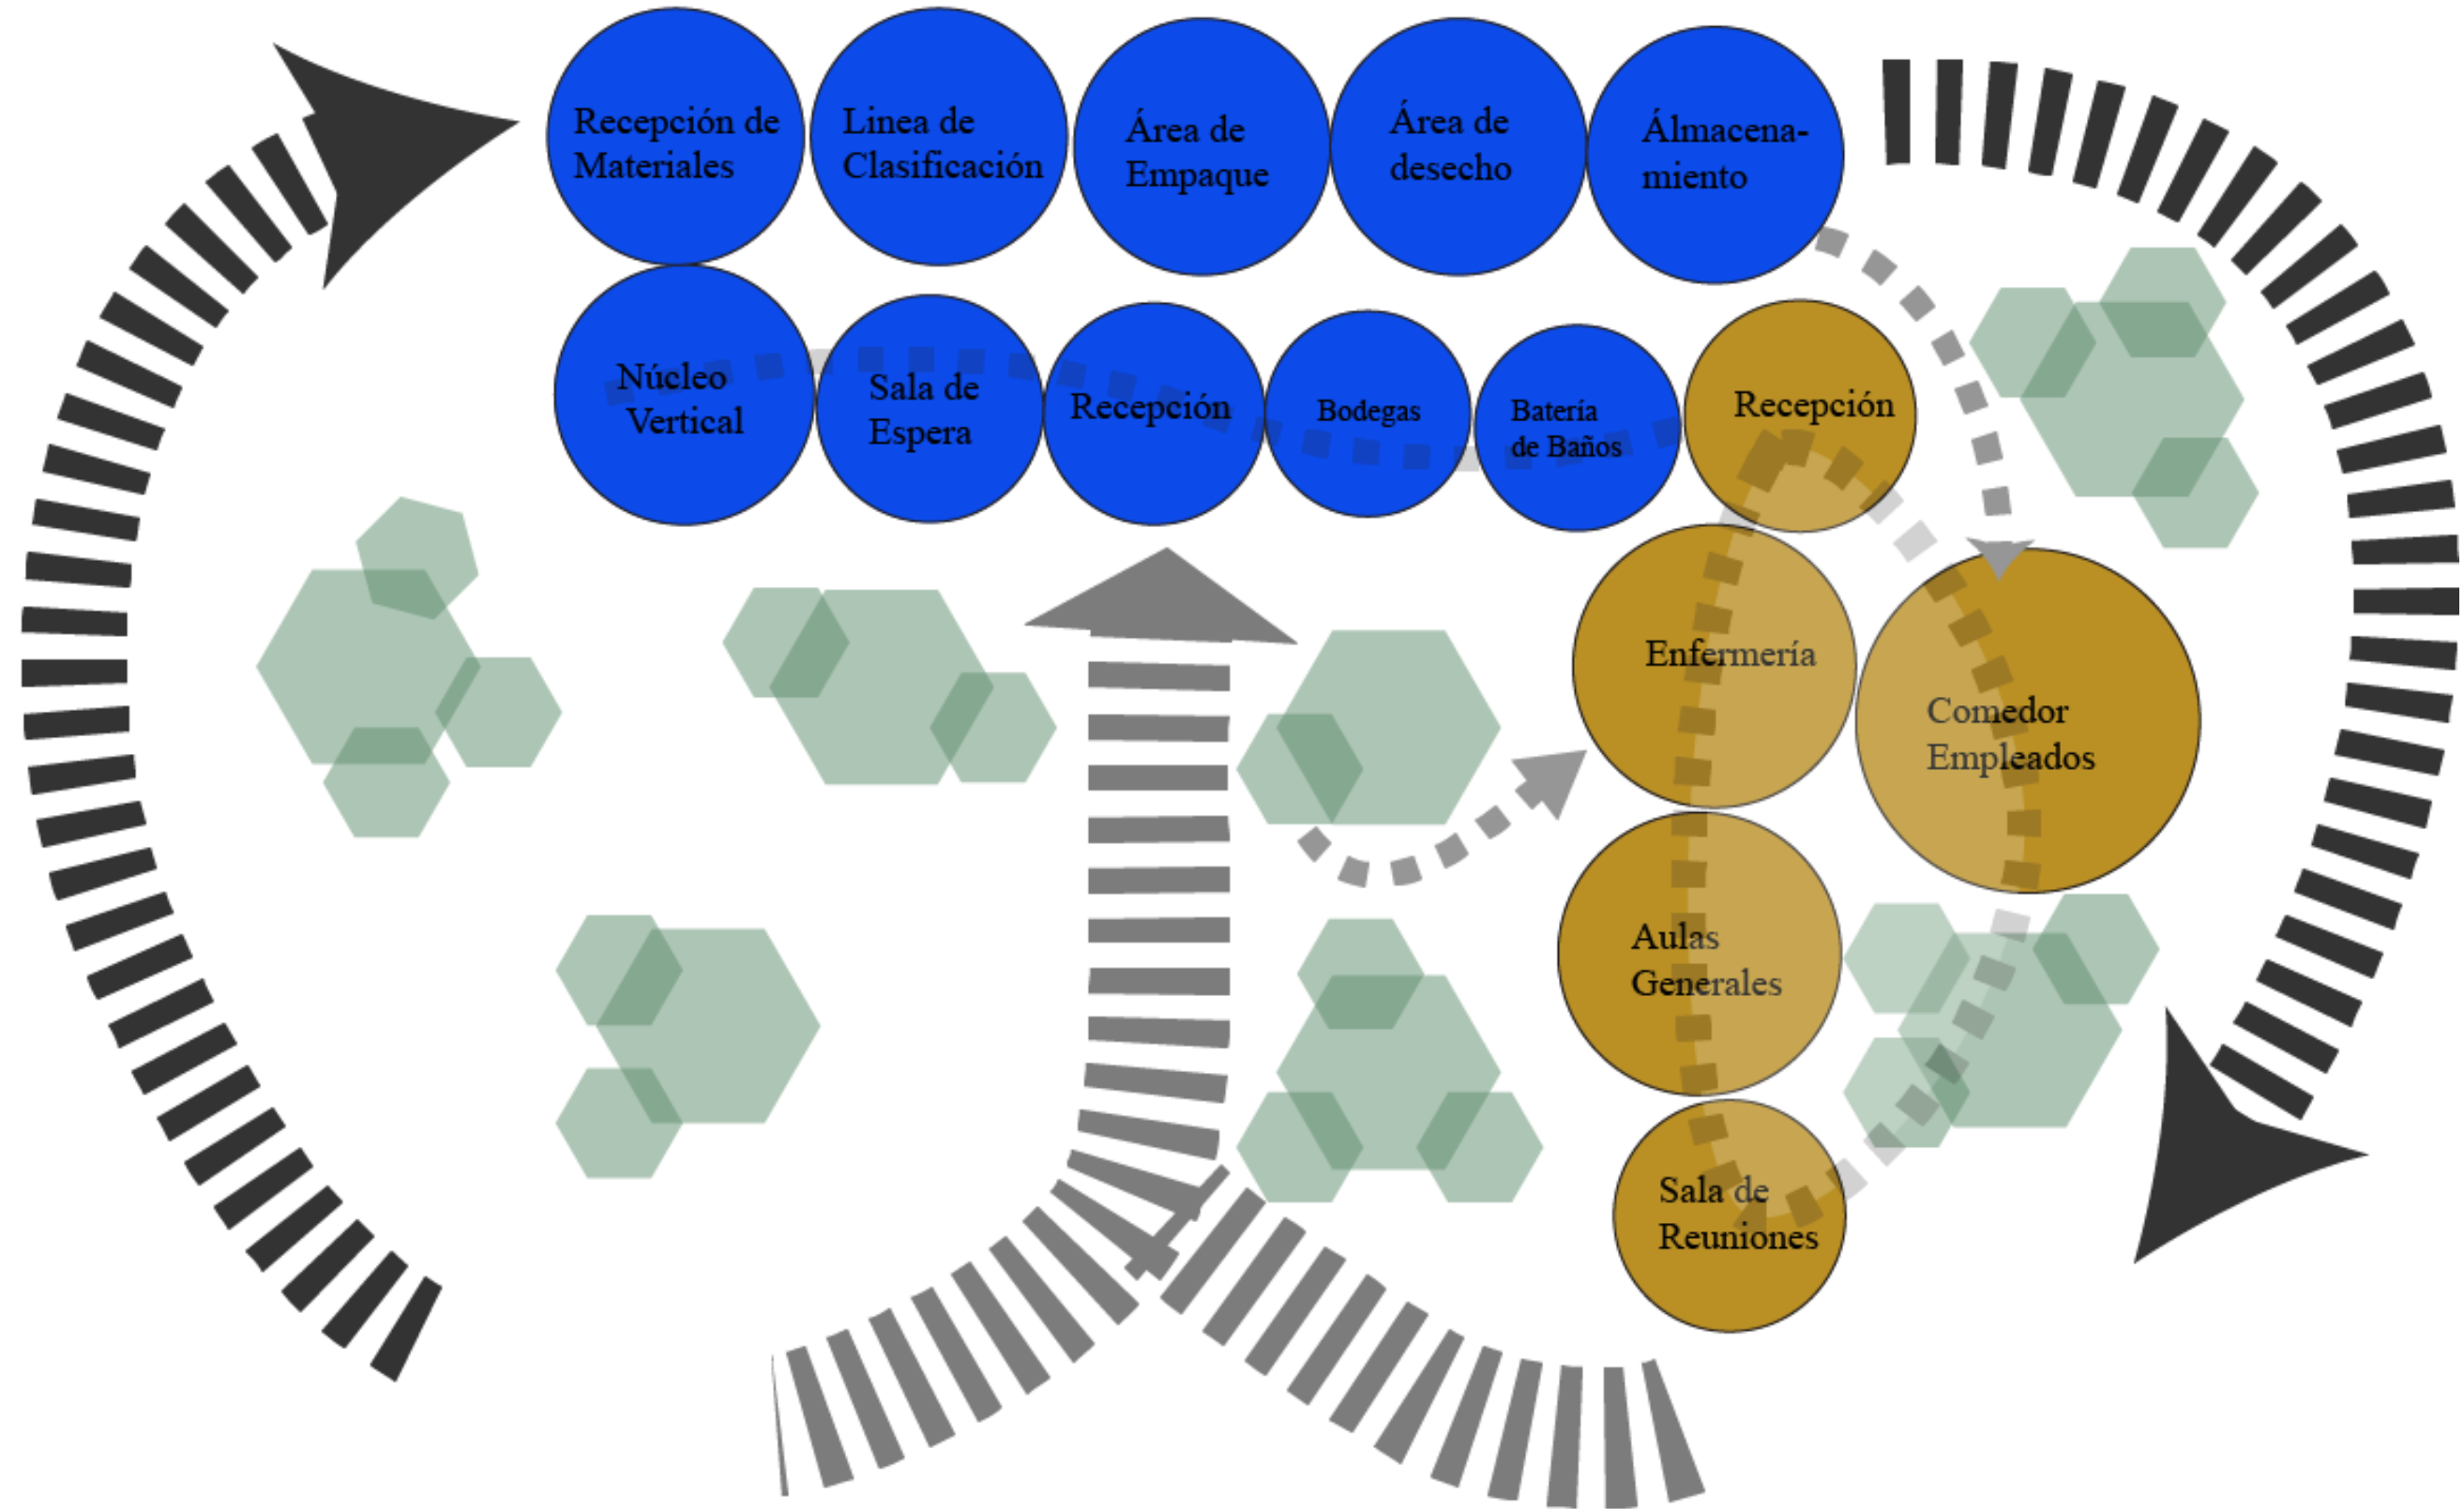 Recepción de
Materiales
Linea de
Clasificación
Área de
Empaque
Área de
desecho
Álmacena-
miento
Núcleo
Vertical
Sala de
Espera
Recepción
Bodegas
Batería
de Baños
Recepción
Enfermería
Comedor
Empleados
Aulas
Generales
Sala de
Reuniones